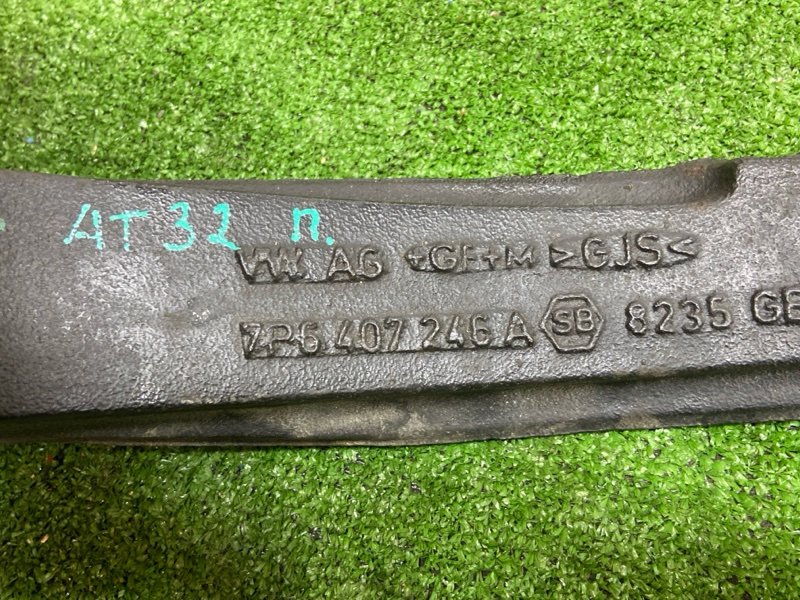 АТ32 п.
VW AG +GF+M >GJS<
7P6 407 246 A SB 8235 GE